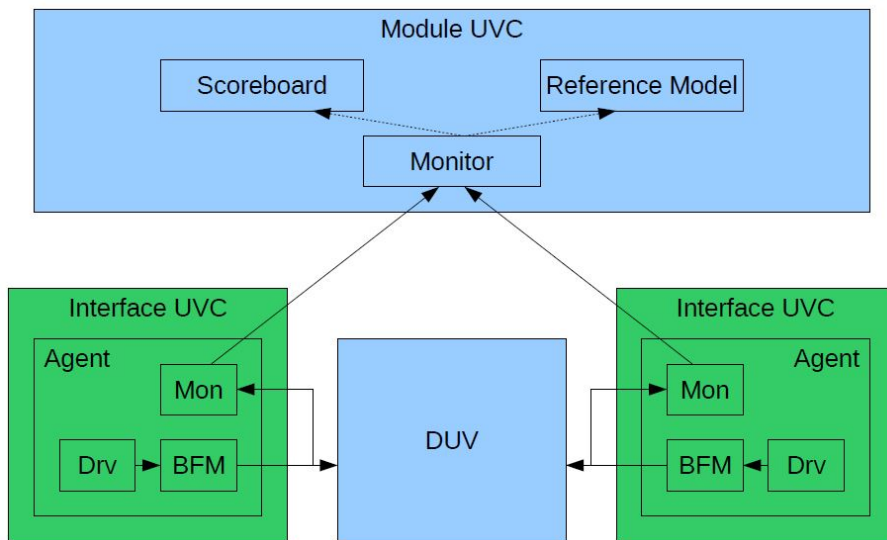 Module UVC
Scoreboard
Reference Model
Monitor
Interface UVC
Agent
Mon
Drv
BFM
DUV
Interface UVC
Agent
Mon
BFM
Drv